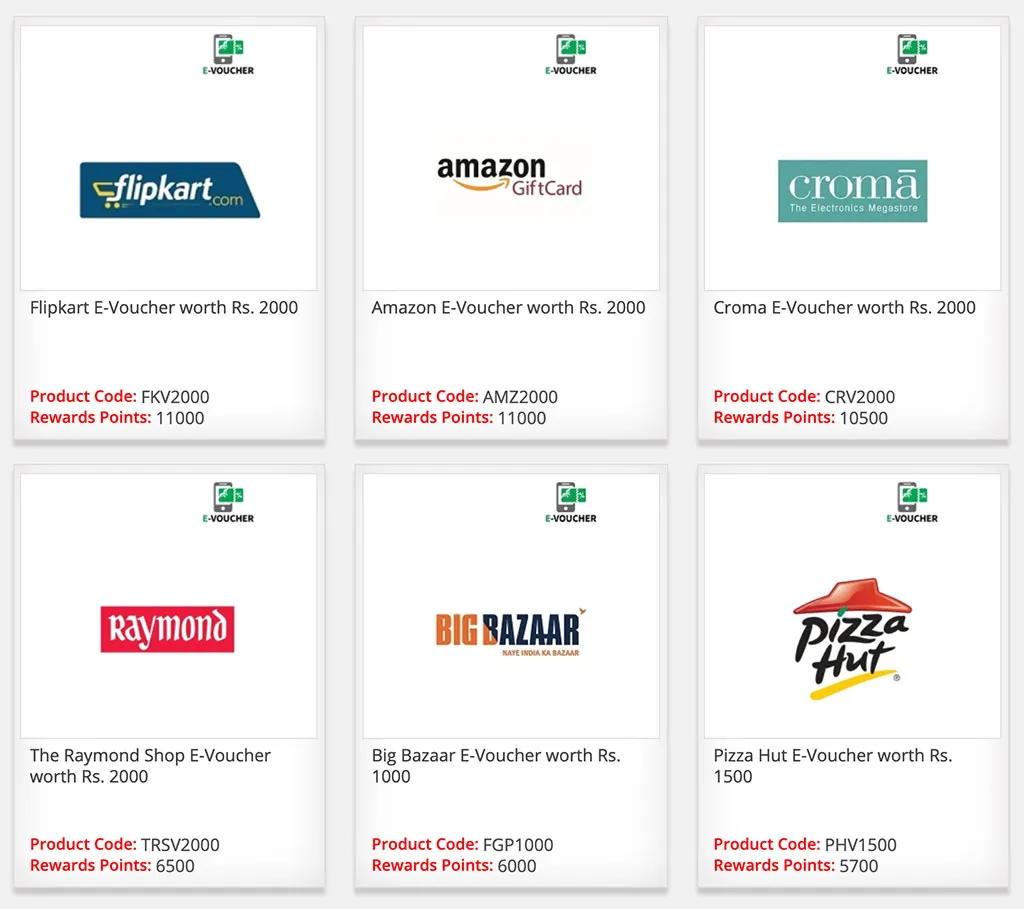 E-VOUCHER
flipkart.com
Flipkart E-Voucher worth Rs. 2000
Product Code: FKV2000
Rewards Points: 11000
E-VOUCHER
amazon
GiftCard
Amazon E-Voucher worth Rs. 2000
Product Code: AMZ2000
Rewards Points: 11000
E-VOUCHER
cromā
The Electronics Megastore
Croma E-Voucher worth Rs. 2000
Product Code: CRV2000
Rewards Points: 10500
E-VOUCHER
Raymond
The Raymond Shop E-Voucher
worth Rs. 2000
Product Code: TRSV2000
Rewards Points: 6500
E-VOUCHER
BIG BAZAAR
NAYE INDIA KA BAZAAR
Big Bazaar E-Voucher worth Rs.
1000
Product Code: FGP1000
Rewards Points: 6000
E-VOUCHER
Pizza
Hut®
Pizza Hut E-Voucher worth Rs.
1500
Product Code: PHV1500
Rewards Points: 5700